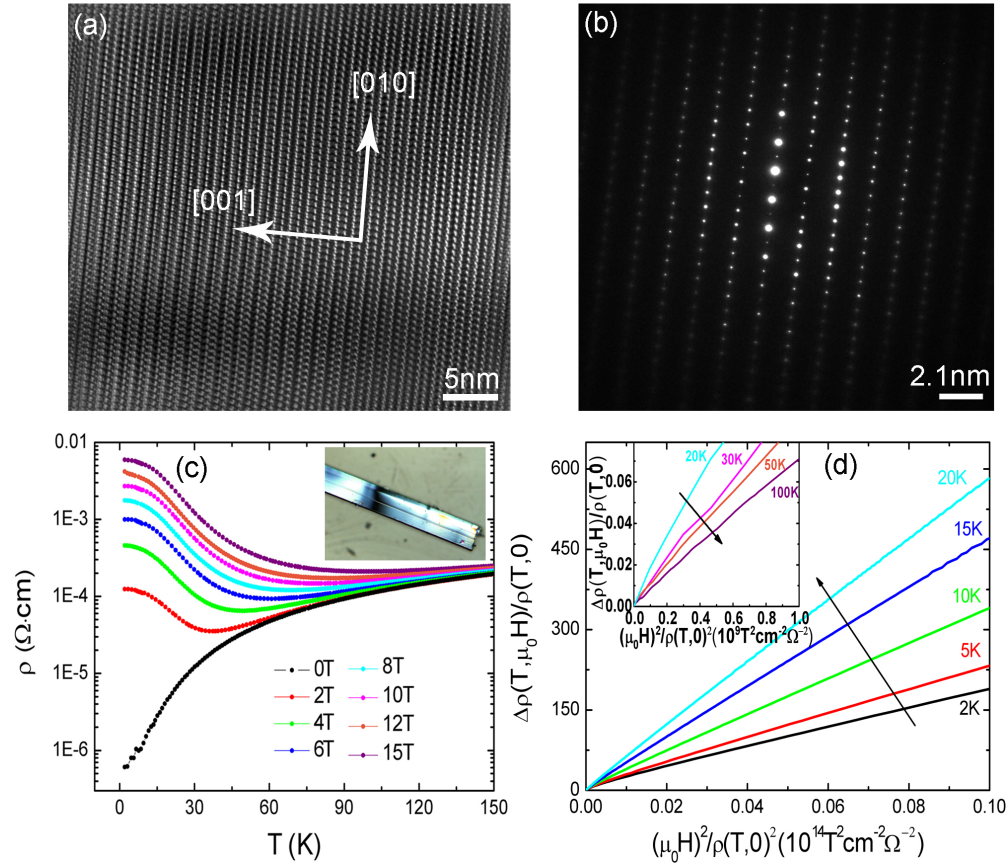 (a)
[010]
[001]
5nm
(b)
2.1nm
(c)
0.01
1E-3
1E-4
1E-5
1E-6
ρ (Ω·cm)
0T
2T
4T
6T
8T
10T
12T
15T
0 30 60 90 120 150
T (K)
(d)
600
450
300
150
0
Δρ(T,μ₀H)/ρ(T,0)
20K
15K
10K
5K
2K
0.00 0.02 0.04 0.06 0.08 0.10
(μ₀H)²/ρ(T,0)²(10¹⁴T²cm⁻²Ω⁻²)
20K
30K
50K
100K
0.06
0.04
0.02
0.00
Δρ(T,μ₀H)/ρ(T,0)
0.0 0.2 0.4 0.6 0.8 1.0
(μ₀H)²/ρ(T,0)²(10⁹T²cm⁻²Ω⁻²)